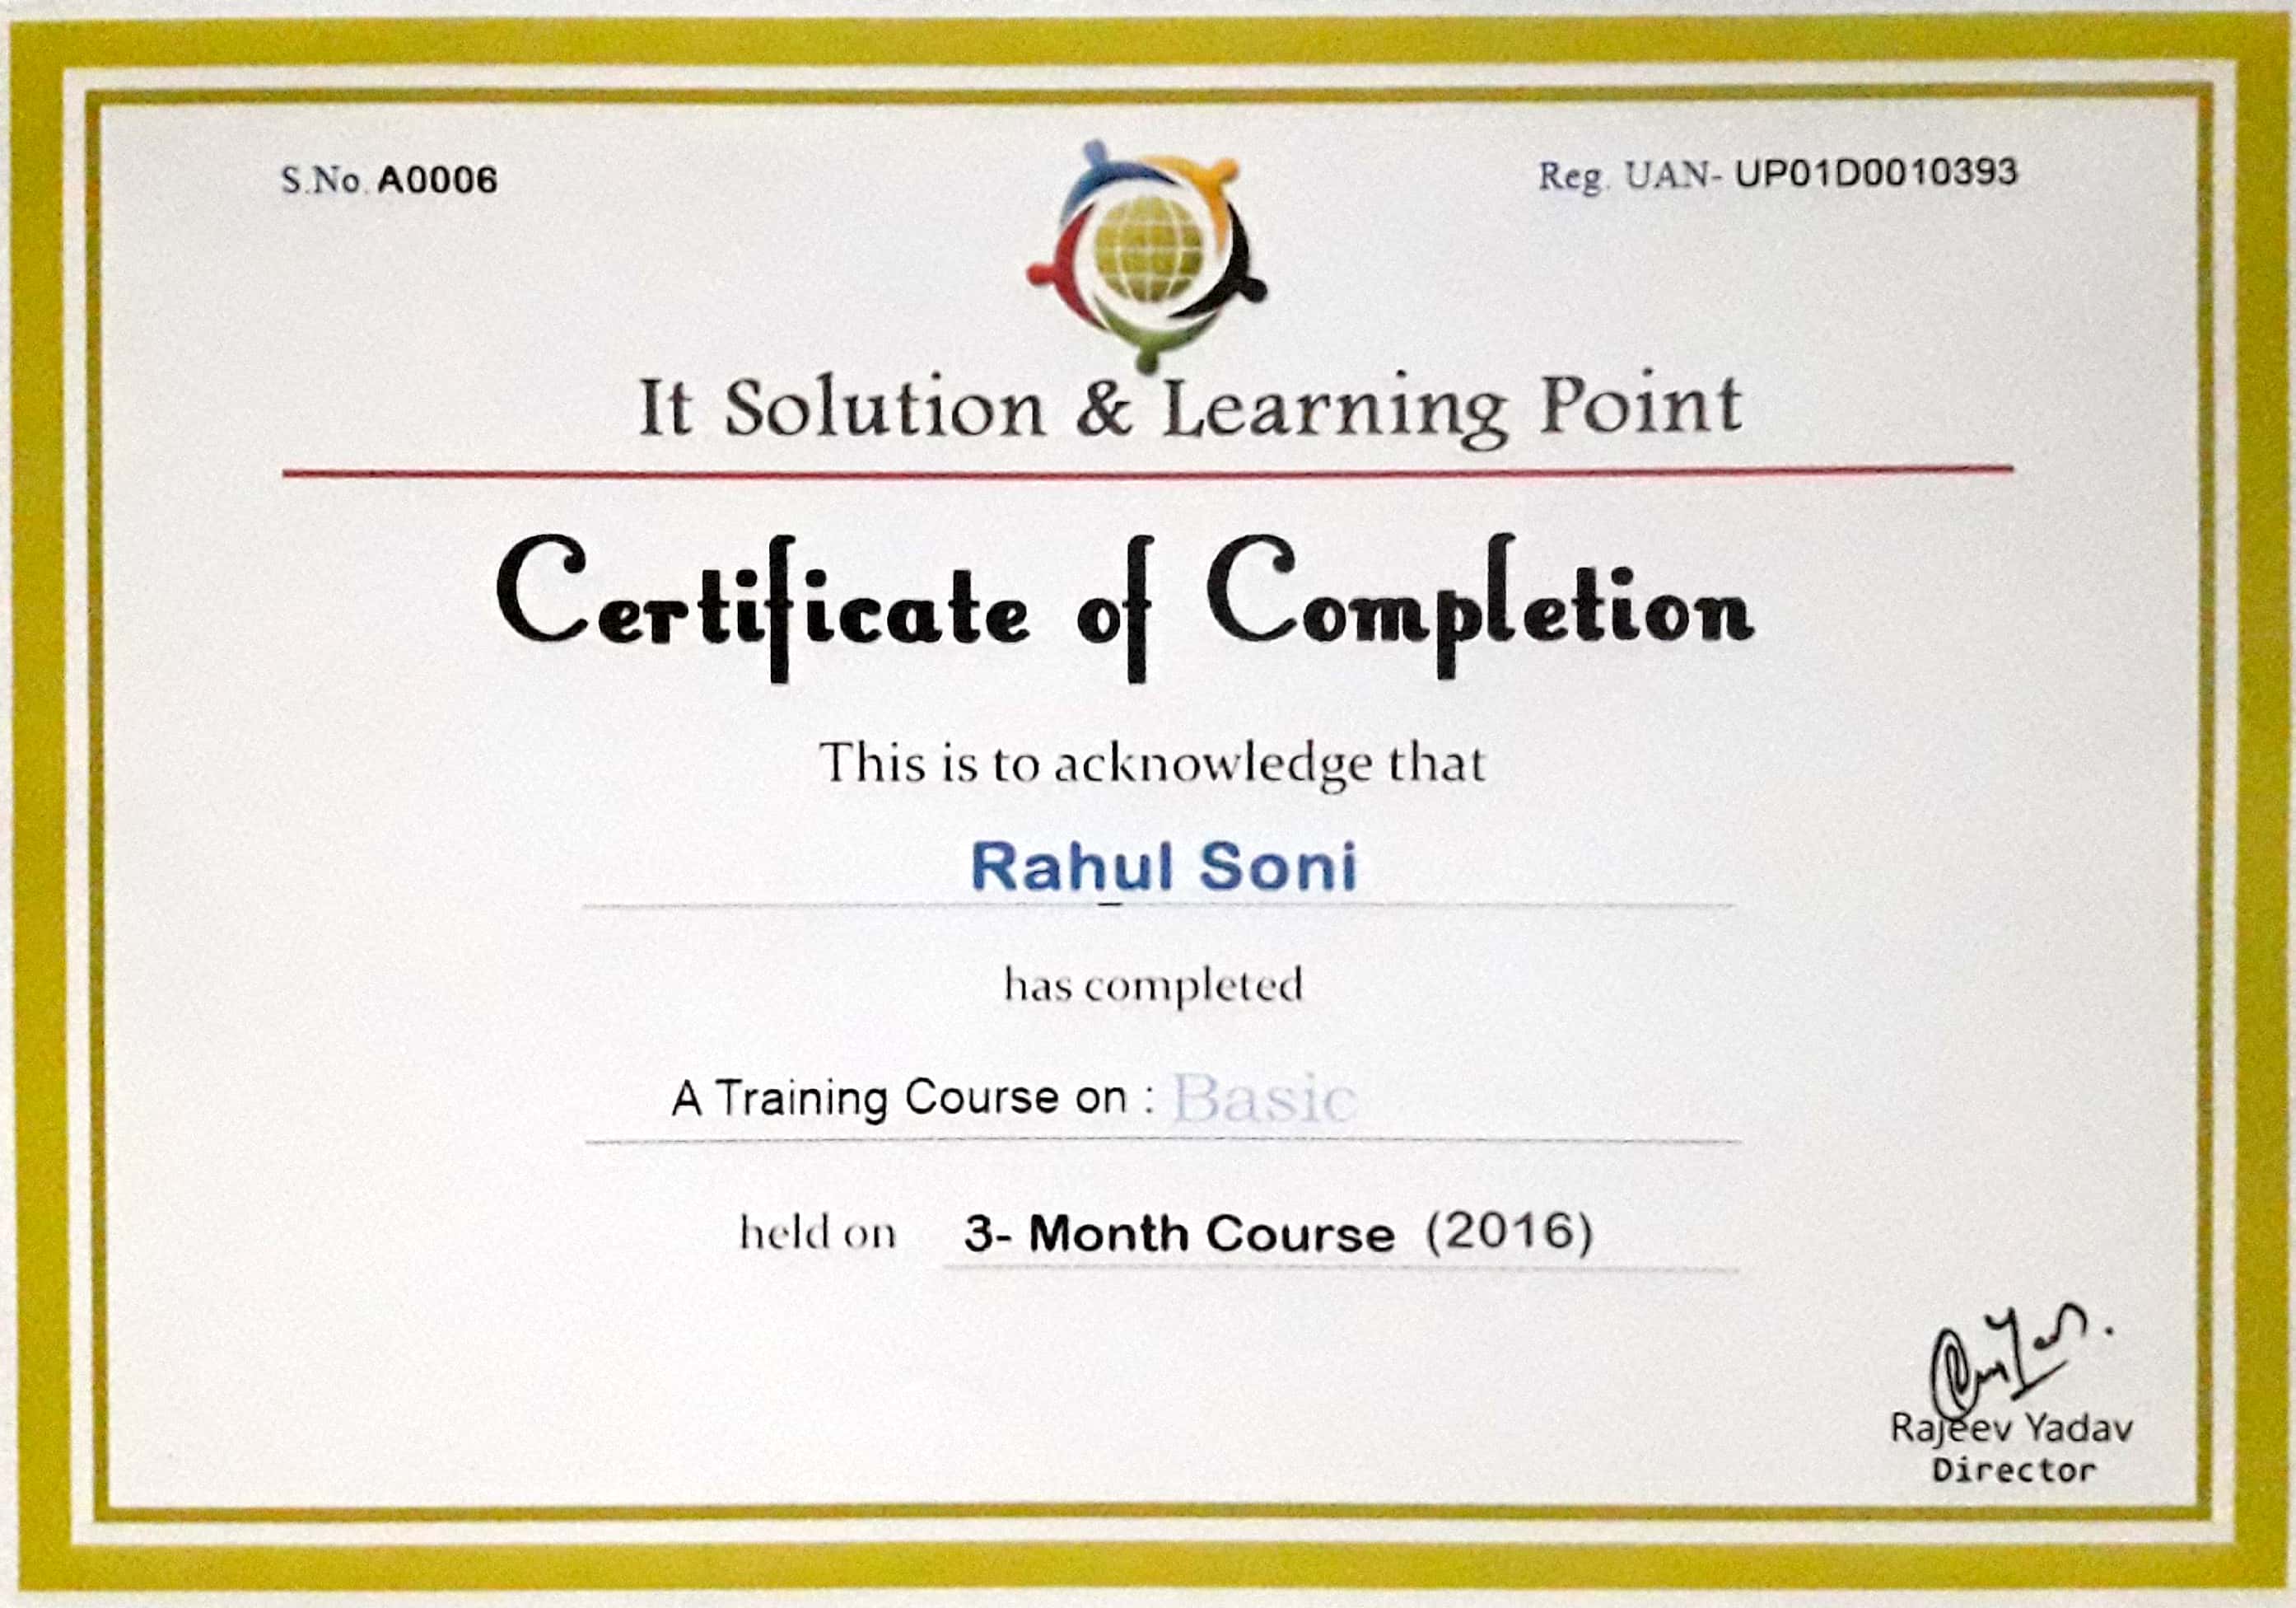 S.No. A0006
Reg. UAN- UP01D0010393
It Solution & Learning Point
Certificate of Completion
This is to acknowledge that
Rahul Soni
has completed
A Training Course on : Basic
held on 3- Month Course (2016)
Rajeev Yadav
Director